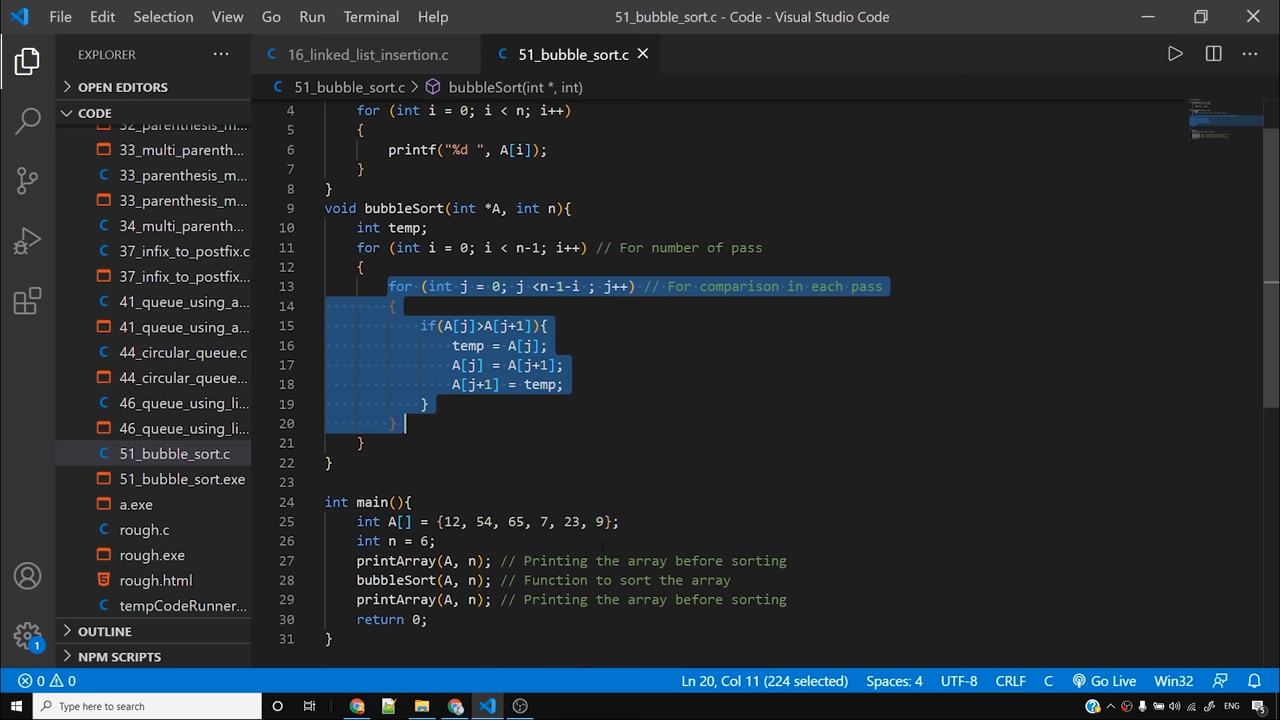 File Edit Selection View Go Run Terminal Help
51_bubble_sort.c - Code - Visual Studio Code
EXPLORER
OPEN EDITORS
CODE
33_multi_parenth...
33_parenthesis_m...
33_parenthesis_m...
34_multi_parenth...
37_infix_to_postfix.c
37_infix_to_postfix...
41_queue_using_a...
41_queue_using_a...
44_circular_queue.c
44_circular_queue...
46_queue_using_li...
46_queue_using_li...
51_bubble_sort.c
51_bubble_sort.exe
a.exe
rough.c
rough.exe
rough.html
tempCodeRunner...
OUTLINE
NPM SCRIPTS
16_linked_list_insertion.c
51_bubble_sort.c
51_bubble_sort.c > bubbleSort(int *, int)
4 for (int i = 0; i < n; i++)
5 {
6 printf("%d ", A[i]);
7 }
8 }
9 void bubbleSort(int *A, int n){
10 int temp;
11 for (int i = 0; i < n-1; i++) // For number of pass
12 {
13 for (int j = 0; j <n-1-i ; j++) // For comparison in each pass
14 {
15 if(A[j]>A[j+1]){
16 temp = A[j];
17 A[j] = A[j+1];
18 A[j+1] = temp;
19 }
20 }
21 }
22 }
23
24 int main(){
25 int A[] = {12, 54, 65, 7, 23, 9};
26 int n = 6;
27 printArray(A, n); // Printing the array before sorting
28 bubbleSort(A, n); // Function to sort the array
29 printArray(A, n); // Printing the array before sorting
30 return 0;
31 }
1
0 0
Ln 20, Col 11 (224 selected) Spaces: 4 UTF-8 CRLF C Go Live Win32
Type here to search
ENG